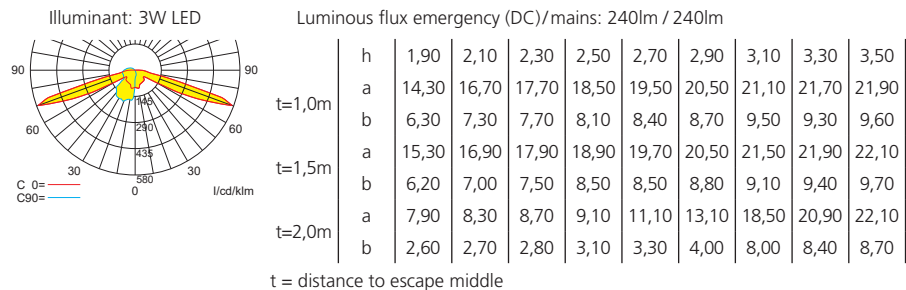 Illuminant: 3W LED
Luminous flux emergency (DC)/mains: 240lm / 240lm
90 90
60 60
30 30
0
145
290
435
580
C 0=
C90=
l/cd/klm
h 1,90 2,10 2,30 2,50 2,70 2,90 3,10 3,30 3,50
t=1,0m
a 14,30 16,70 17,70 18,50 19,50 20,50 21,10 21,70 21,90
b 6,30 7,30 7,70 8,10 8,40 8,70 9,50 9,30 9,60
t=1,5m
a 15,30 16,90 17,90 18,90 19,70 20,50 21,50 21,90 22,10
b 6,20 7,00 7,50 8,50 8,50 8,80 9,10 9,40 9,70
t=2,0m
a 7,90 8,30 8,70 9,10 11,10 13,10 18,50 20,90 22,10
b 2,60 2,70 2,80 3,10 3,30 4,00 8,00 8,40 8,70
t = distance to escape middle